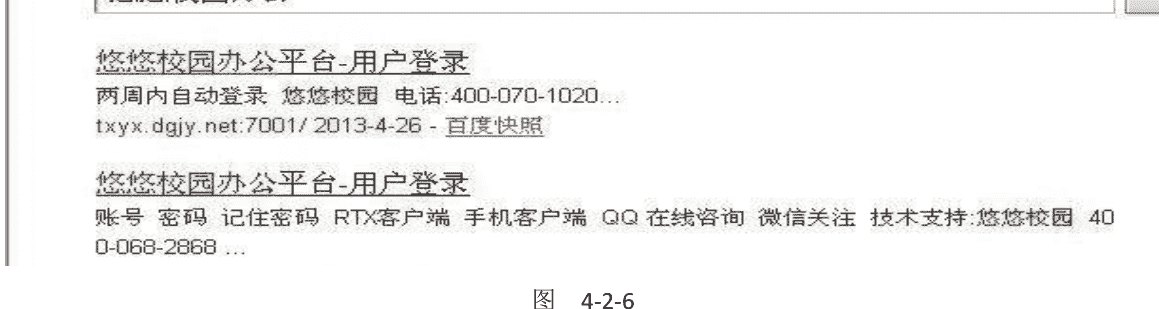 悠悠校园办公平台-用户登录
两周内自动登录 悠悠校园 电话:400-070-1020...
txyx.dgjy.net:7001/ 2013-4-26 - 百度快照
悠悠校园办公平台-用户登录
账号 密码 记住密码 RTX客户端 手机客户端 QQ 在线咨询 微信关注 技术支持:悠悠校园 40
0-068-2868 ...
图 4-2-6